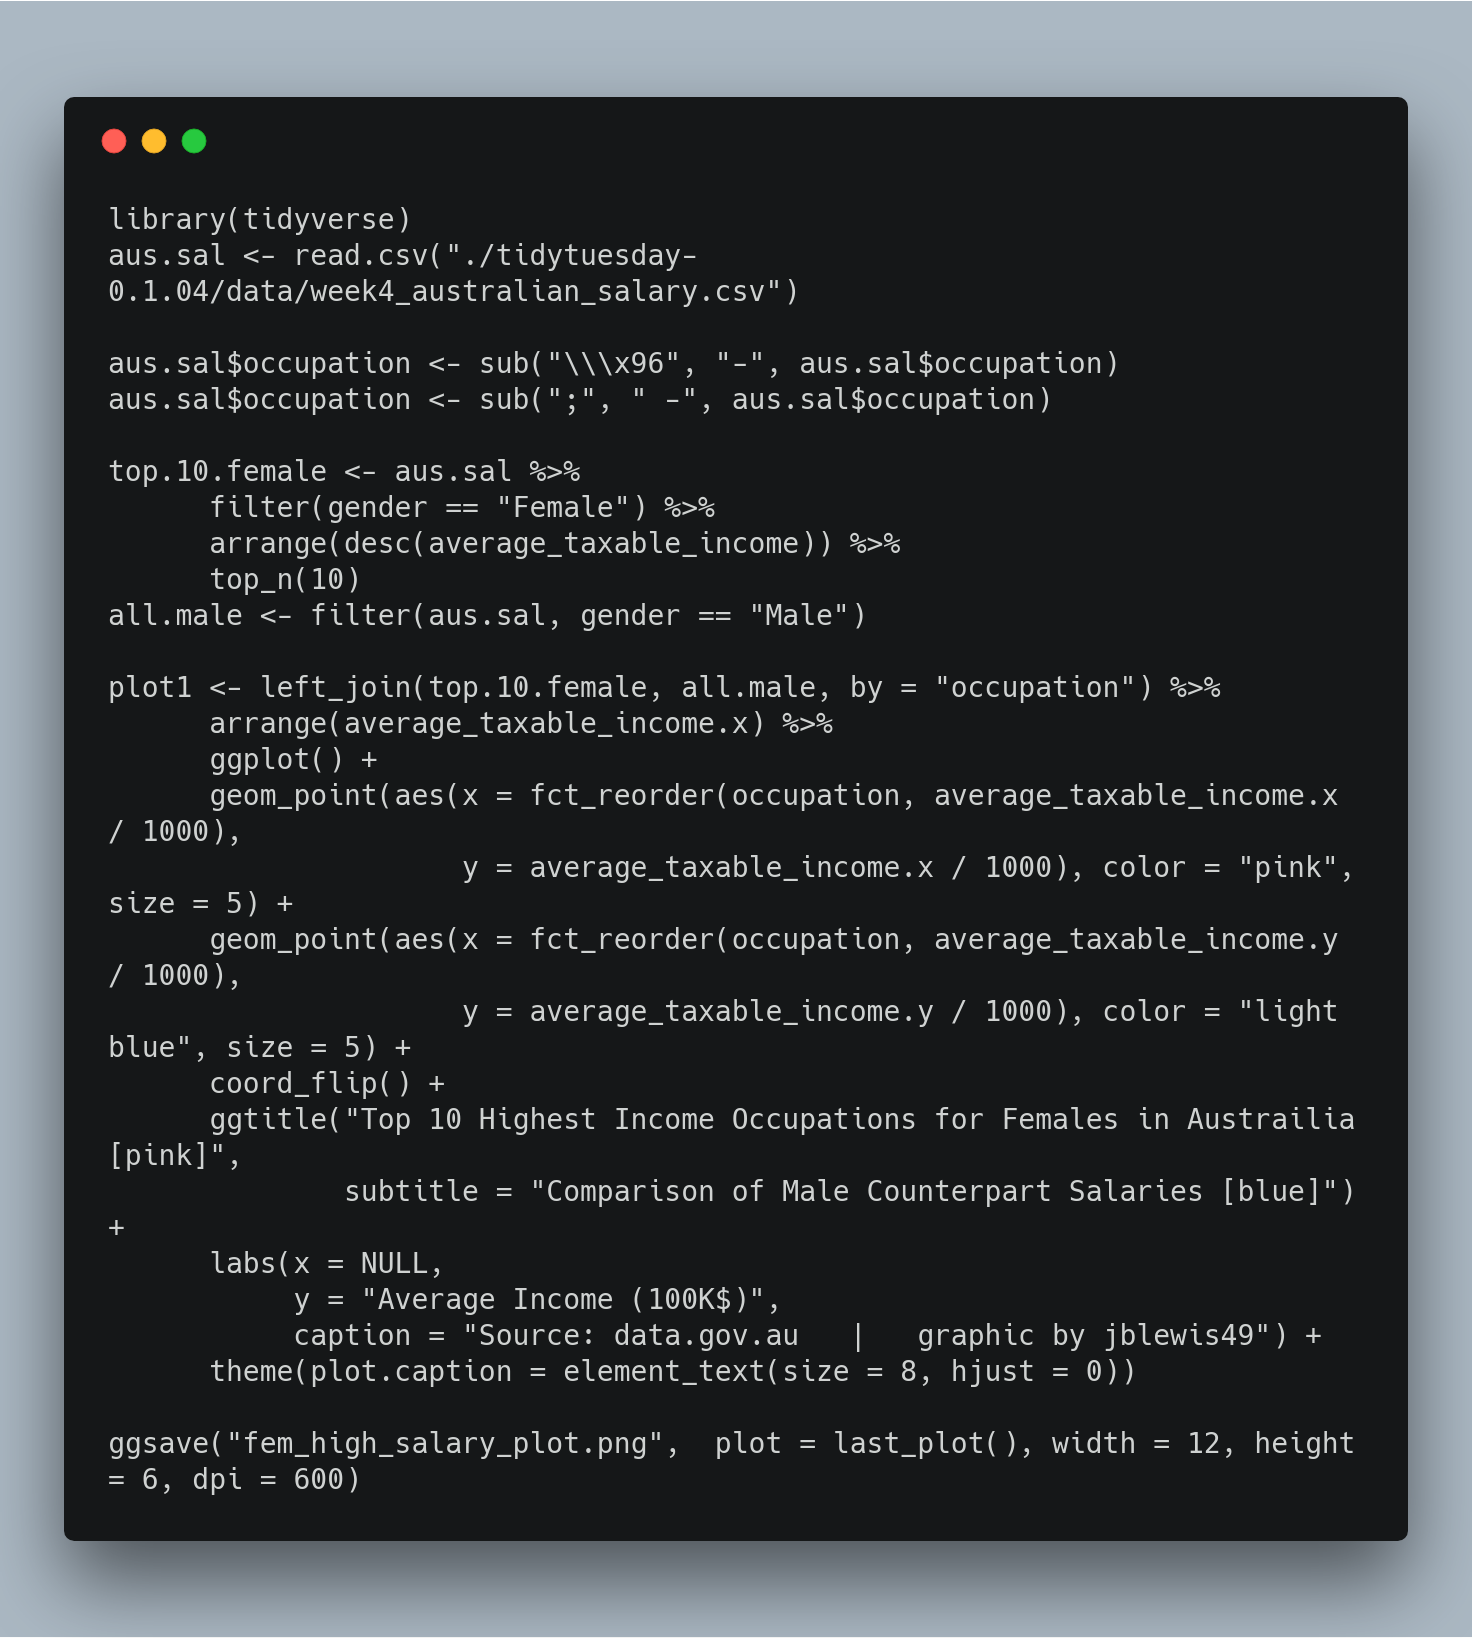 library(tidyverse)
aus.sal <- read.csv("./tidytuesday-
0.1.04/data/week4_australian_salary.csv")

aus.sal$occupation <- sub("\\\x96", "-", aus.sal$occupation)
aus.sal$occupation <- sub(";", " -", aus.sal$occupation)

top.10.female <- aus.sal %>%
      filter(gender == "Female") %>%
      arrange(desc(average_taxable_income)) %>%
      top_n(10)
all.male <- filter(aus.sal, gender == "Male")

plot1 <- left_join(top.10.female, all.male, by = "occupation") %>%
      arrange(average_taxable_income.x) %>%
      ggplot() +
      geom_point(aes(x = fct_reorder(occupation, average_taxable_income.x
/ 1000),
                     y = average_taxable_income.x / 1000), color = "pink",
size = 5) +
      geom_point(aes(x = fct_reorder(occupation, average_taxable_income.y
/ 1000),
                     y = average_taxable_income.y / 1000), color = "light
blue", size = 5) +
      coord_flip() +
      ggtitle("Top 10 Highest Income Occupations for Females in Austrailia
[pink]",
              subtitle = "Comparison of Male Counterpart Salaries [blue]")
+
      labs(x = NULL,
           y = "Average Income (100K$)",
           caption = "Source: data.gov.au   |   graphic by jblewis49") +
      theme(plot.caption = element_text(size = 8, hjust = 0))

ggsave("fem_high_salary_plot.png",  plot = last_plot(), width = 12, height
= 6, dpi = 600)